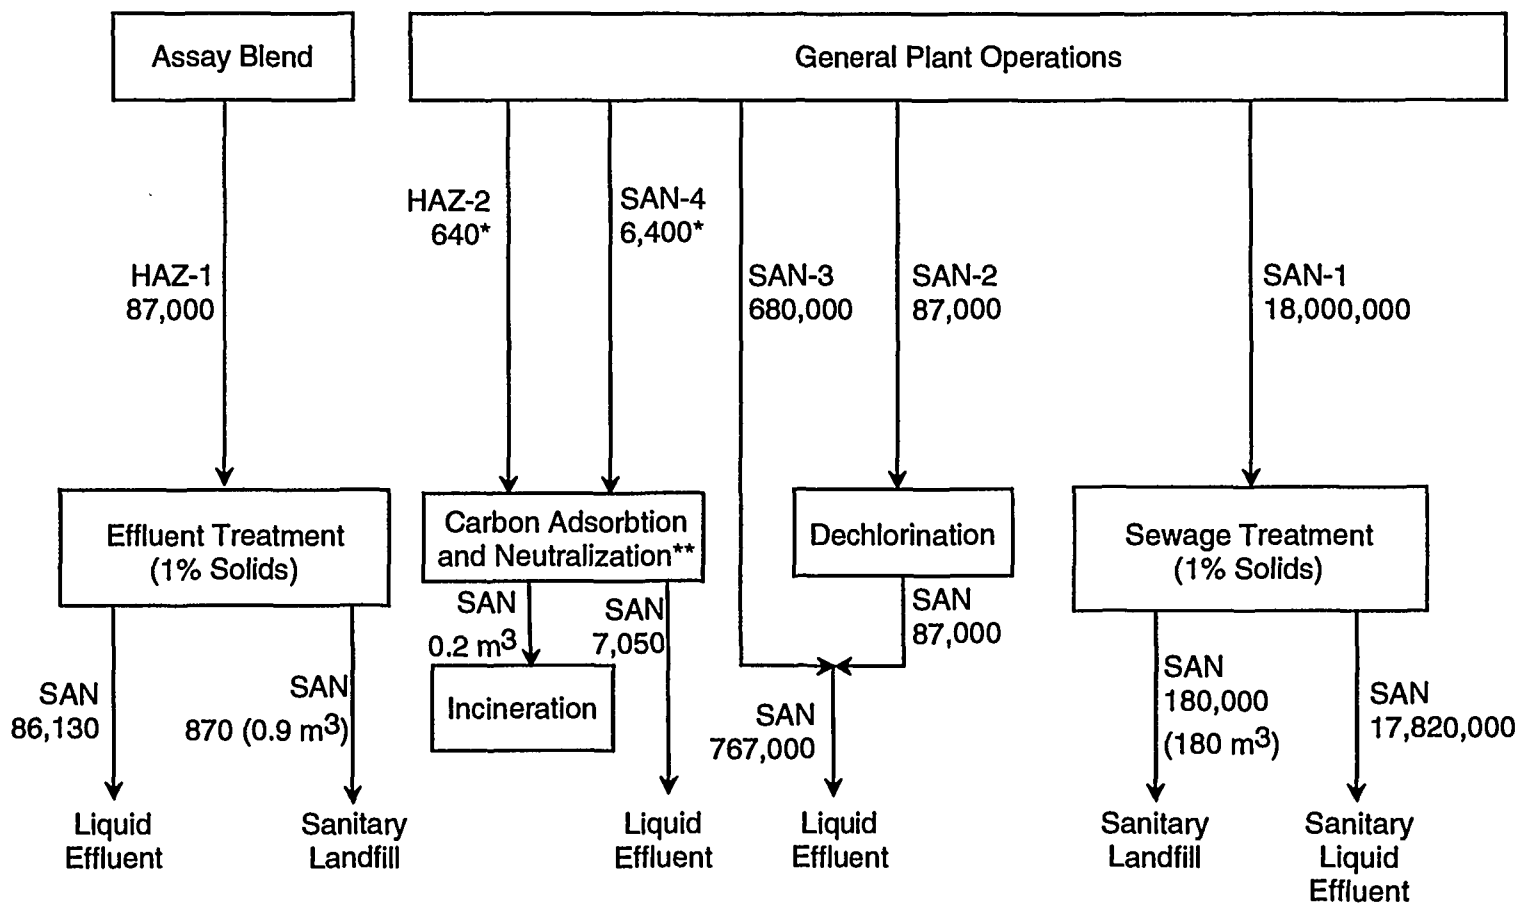 Assay Blend
General Plant Operations
HAZ-1
87,000
HAZ-2
640*
SAN-4
6,400*
SAN-3
680,000
SAN-2
87,000
SAN-1
18,000,000
Effluent Treatment
(1% Solids)
Carbon Adsorbtion
and Neutralization**
Dechlorination
Sewage Treatment
(1% Solids)
SAN
86,130
SAN
870 (0.9 m3)
SAN
0.2 m3
SAN
7,050
Incineration
SAN
87,000
SAN
767,000
SAN
180,000
(180 m3)
SAN
17,820,000
Liquid
Effluent
Sanitary
Landfill
Liquid
Effluent
Liquid
Effluent
Sanitary
Landfill
Sanitary
Liquid
Effluent